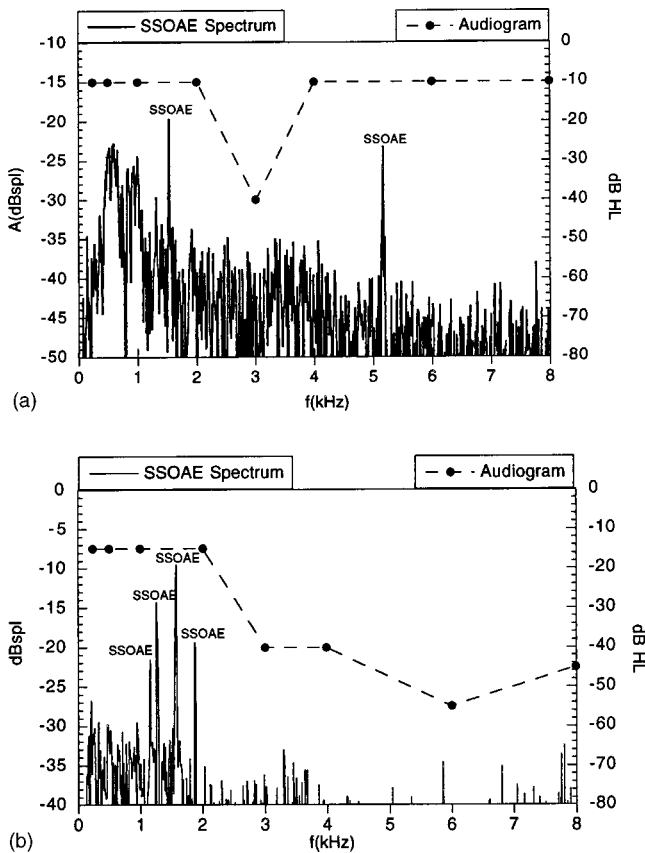 SSOAE Spectrum
Audiogram
-10
-15
-20
-25
-30
-35
-40
-45
-50
A(dBspl)
SSOAE
SSOAE
0
-10
-20
-30
-40
-50
-60
-70
-80
dB HL
0 1 2 3 4 5 6 7 8
f(kHz)
(a)
SSOAE Spectrum
Audiogram
0
-5
-10
-15
-20
-25
-30
-35
-40
dBspl
SSOAE
SSOAE
SSOAE
SSOAE
0
-10
-20
-30
-40
-50
-60
-70
-80
dB HL
0 1 2 3 4 5 6 7 8
f(kHz)
(b)